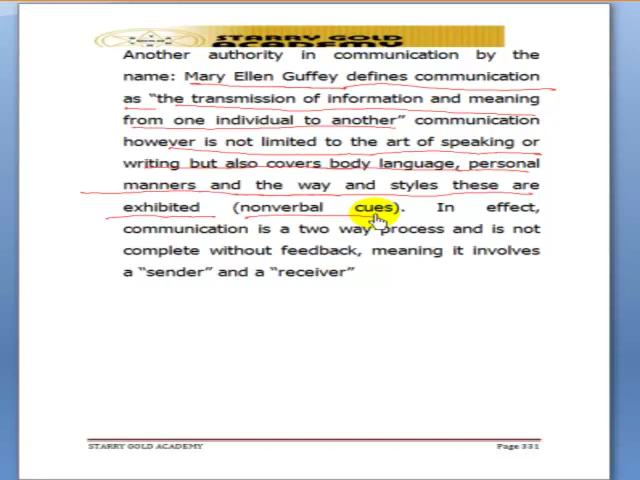 STARRY GOLD
ACADEMY
Another authority in communication by the
name: Mary Ellen Guffey defines communication
as “the transmission of information and meaning
from one individual to another” communication
however is not limited to the art of speaking or
writing but also covers body language, personal
manners and the way and styles these are
exhibited (nonverbal cues). In effect,
communication is a two way process and is not
complete without feedback, meaning it involves
a “sender” and a “receiver”
STARRY GOLD ACADEMY Page 331